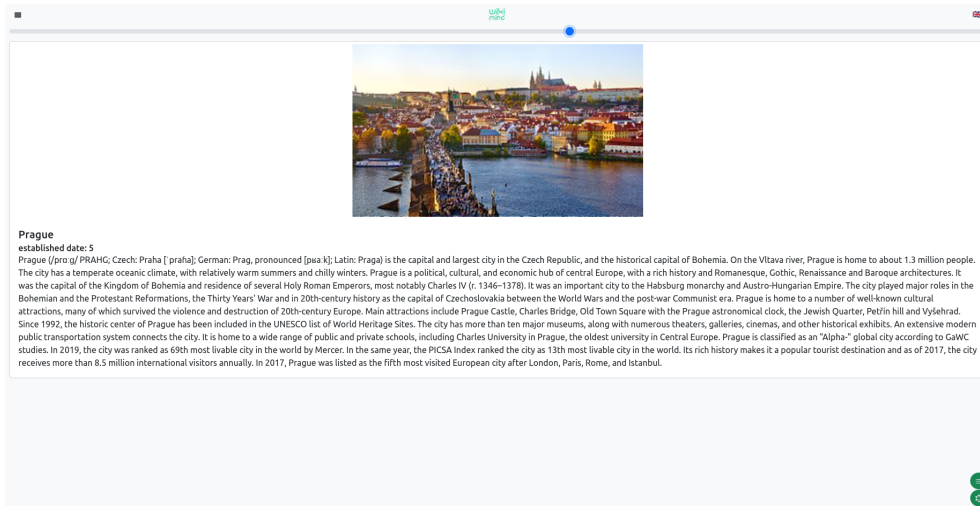 wiki
mind
Prague
established date: 5
Prague (/prɑːɡ/ PRAHG; Czech: Praha [ˈpraɦa]; German: Prag, pronounced [pʁaːk]; Latin: Praga) is the capital and largest city in the Czech Republic, and the historical capital of Bohemia. On the Vltava river, Prague is home to about 1.3 million people.
The city has a temperate oceanic climate, with relatively warm summers and chilly winters. Prague is a political, cultural, and economic hub of central Europe, with a rich history and Romanesque, Gothic, Renaissance and Baroque architectures. It
was the capital of the Kingdom of Bohemia and residence of several Holy Roman Emperors, most notably Charles IV (r. 1346–1378). It was an important city to the Habsburg monarchy and Austro-Hungarian Empire. The city played major roles in the
Bohemian and the Protestant Reformations, the Thirty Years' War and in 20th-century history as the capital of Czechoslovakia between the World Wars and the post-war Communist era. Prague is home to a number of well-known cultural
attractions, many of which survived the violence and destruction of 20th-century Europe. Main attractions include Prague Castle, Charles Bridge, Old Town Square with the Prague astronomical clock, the Jewish Quarter, Petřín hill and Vyšehrad.
Since 1992, the historic center of Prague has been included in the UNESCO list of World Heritage Sites. The city has more than ten major museums, along with numerous theaters, galleries, cinemas, and other historical exhibits. An extensive modern
public transportation system connects the city. It is home to a wide range of public and private schools, including Charles University in Prague, the oldest university in Central Europe. Prague is classified as an "Alpha-" global city according to GaWC
studies. In 2019, the city was ranked as 69th most livable city in the world by Mercer. In the same year, the PICSA Index ranked the city as 13th most livable city in the world. Its rich history makes it a popular tourist destination and as of 2017, the city
receives more than 8.5 million international visitors annually. In 2017, Prague was listed as the fifth most visited European city after London, Paris, Rome, and Istanbul.